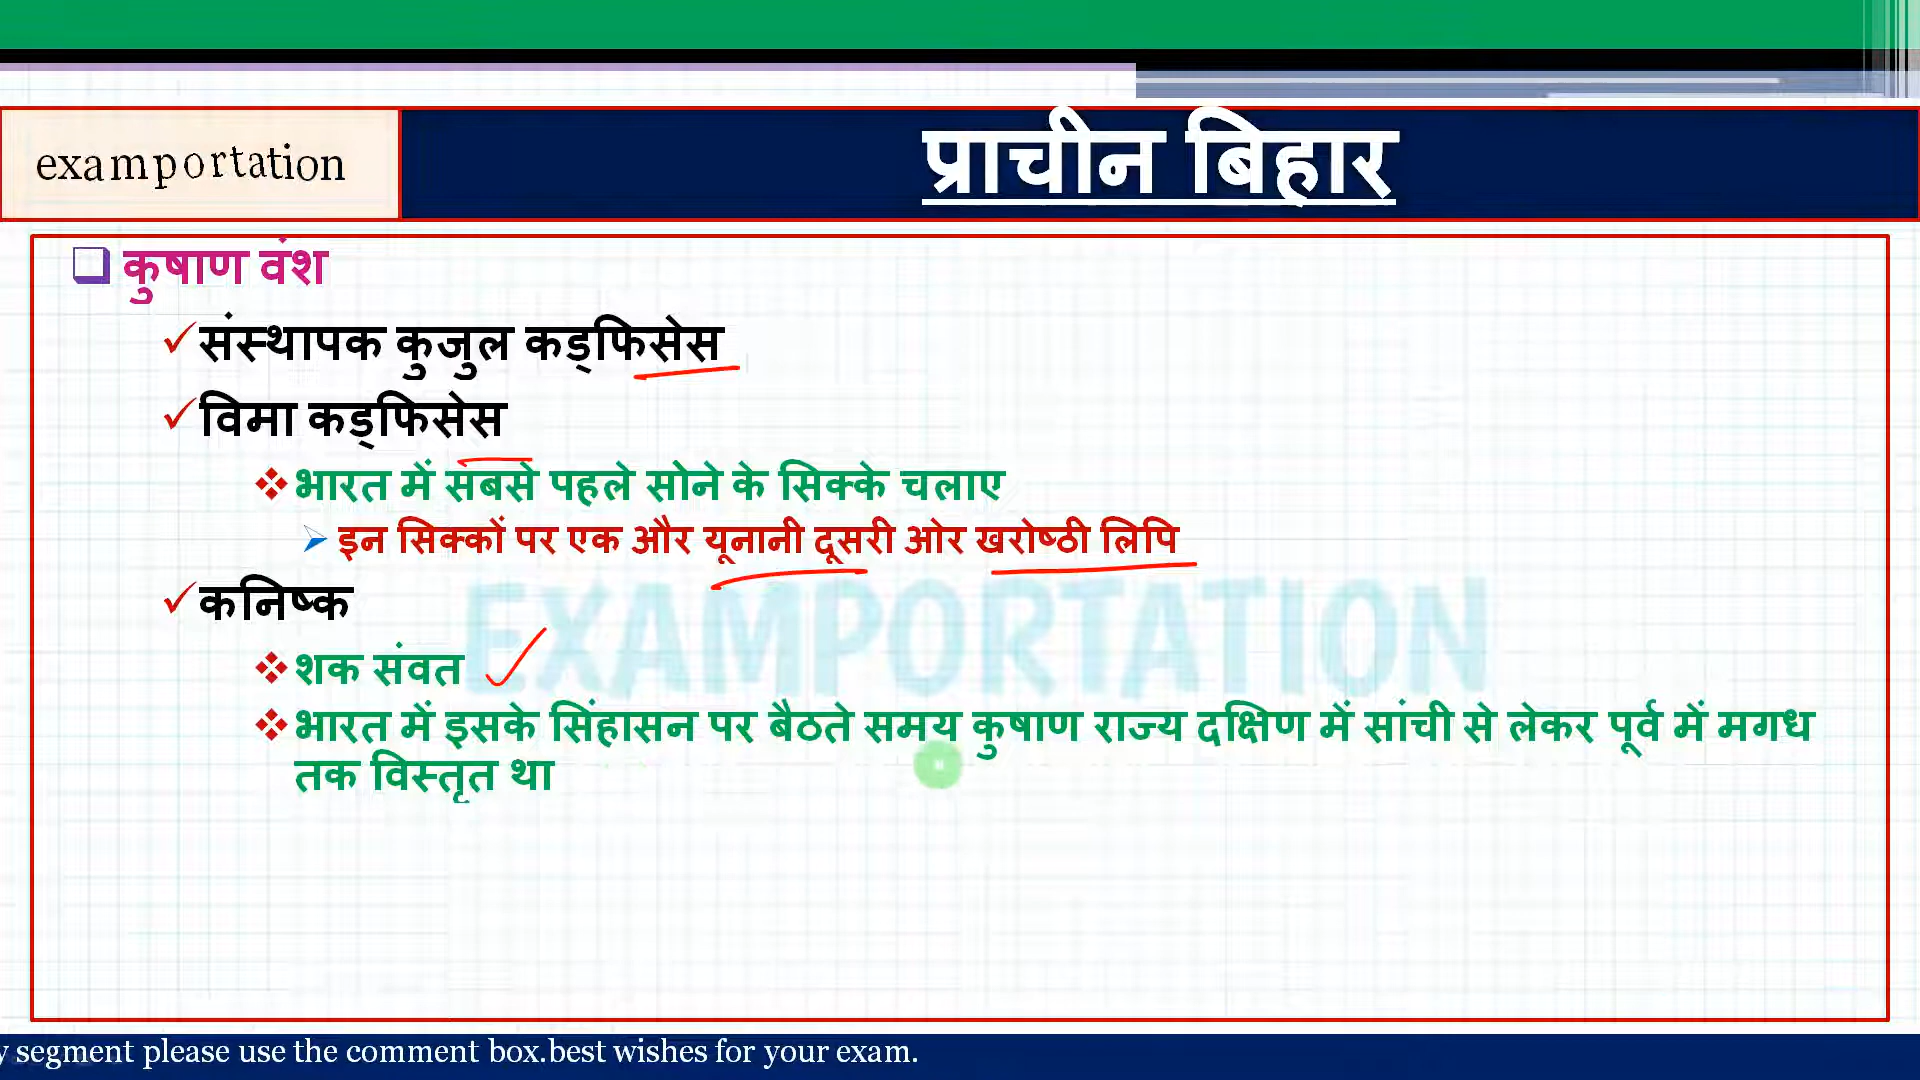 examportation
प्राचीन बिहार
कुषाण वंश
संस्थापक कुजुल कड्फिसेस
विमा कड्फिसेस
भारत में सबसे पहले सोने के सिक्के चलाए
इन सिक्कों पर एक और यूनानी दूसरी ओर खरोष्ठी लिपि
कनिष्क
EXAMPORTATION
शक संवत
भारत में इसके सिंहासन पर बैठते समय कुषाण राज्य दक्षिण में सांची से लेकर पूर्व में मगध
तक विस्तृत था
segment please use the comment box.best wishes for your exam.